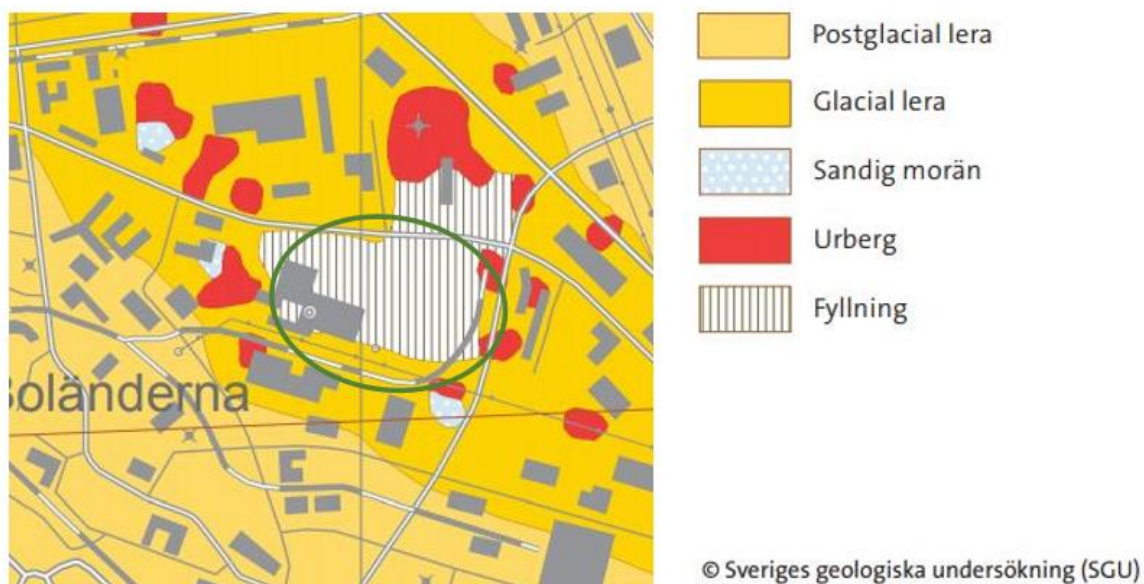 Postglacial lera
Glacial lera
Sandig morän
Urberg
Fyllning
oländerna
© Sveriges geologiska undersökning (SGU)